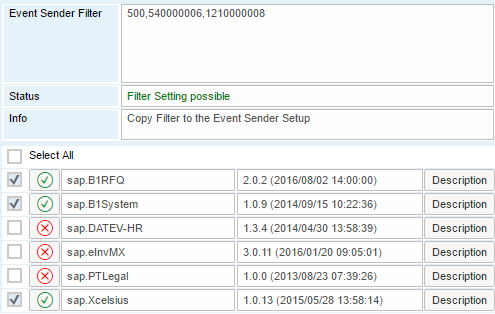 Event Sender Filter 500,540000006,1210000008
Status Filter Setting possible
Info Copy Filter to the Event Sender Setup
Select All
sap.B1RFQ 2.0.2 (2016/08/02 14:00:00) Description
sap.B1System 1.0.9 (2014/09/15 10:22:36) Description
sap.DATEV-HR 1.3.4 (2014/04/30 13:58:39) Description
sap.eInvMX 3.0.11 (2016/01/20 09:05:01) Description
sap.PTLegal 1.0.0 (2013/08/23 07:39:26) Description
sap.Xcelsius 1.0.13 (2015/05/28 13:58:14) Description